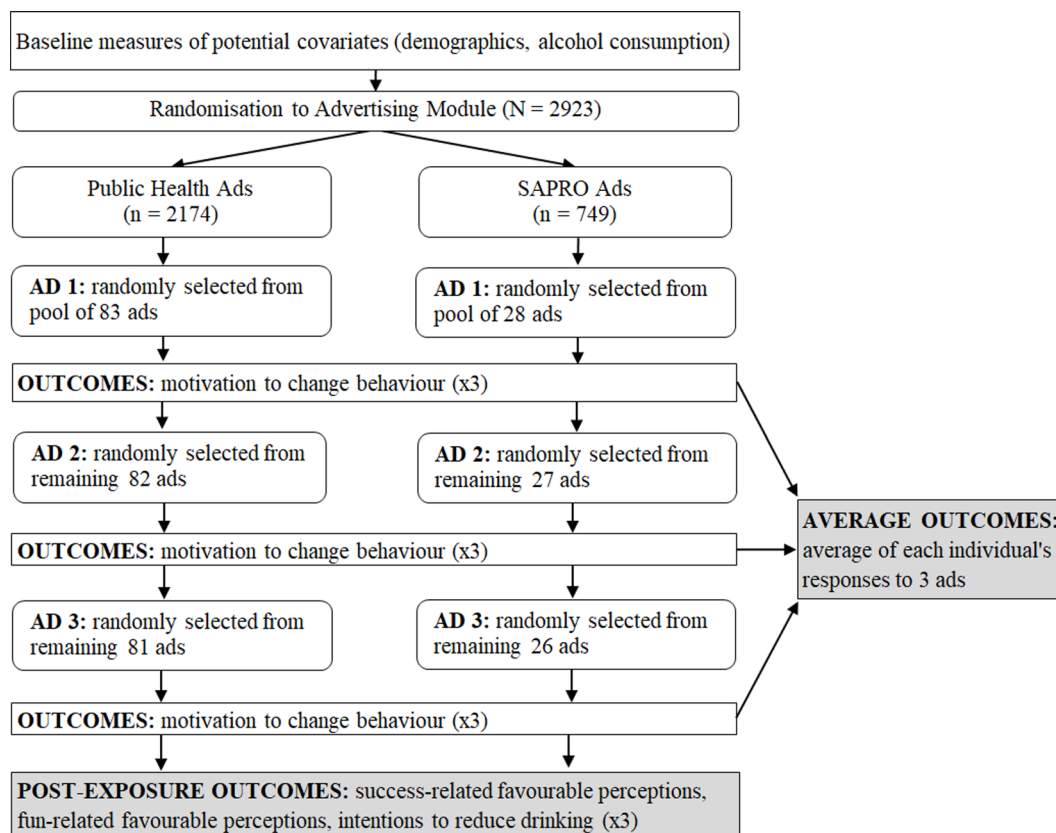 Baseline measures of potential covariates (demographics, alcohol consumption)
Randomisation to Advertising Module (N = 2923)
Public Health Ads
(n = 2174)
SAPRO Ads
(n = 749)
AD 1: randomly selected from
pool of 83 ads
AD 1: randomly selected from
pool of 28 ads
OUTCOMES: motivation to change behaviour (x3)
AD 2: randomly selected from
remaining 82 ads
AD 2: randomly selected from
remaining 27 ads
OUTCOMES: motivation to change behaviour (x3)
AD 3: randomly selected from
remaining 81 ads
AD 3: randomly selected from
remaining 26 ads
OUTCOMES: motivation to change behaviour (x3)
AVERAGE OUTCOMES:
average of each individual's
responses to 3 ads
POST-EXPOSURE OUTCOMES: success-related favourable perceptions,
fun-related favourable perceptions, intentions to reduce drinking (x3)